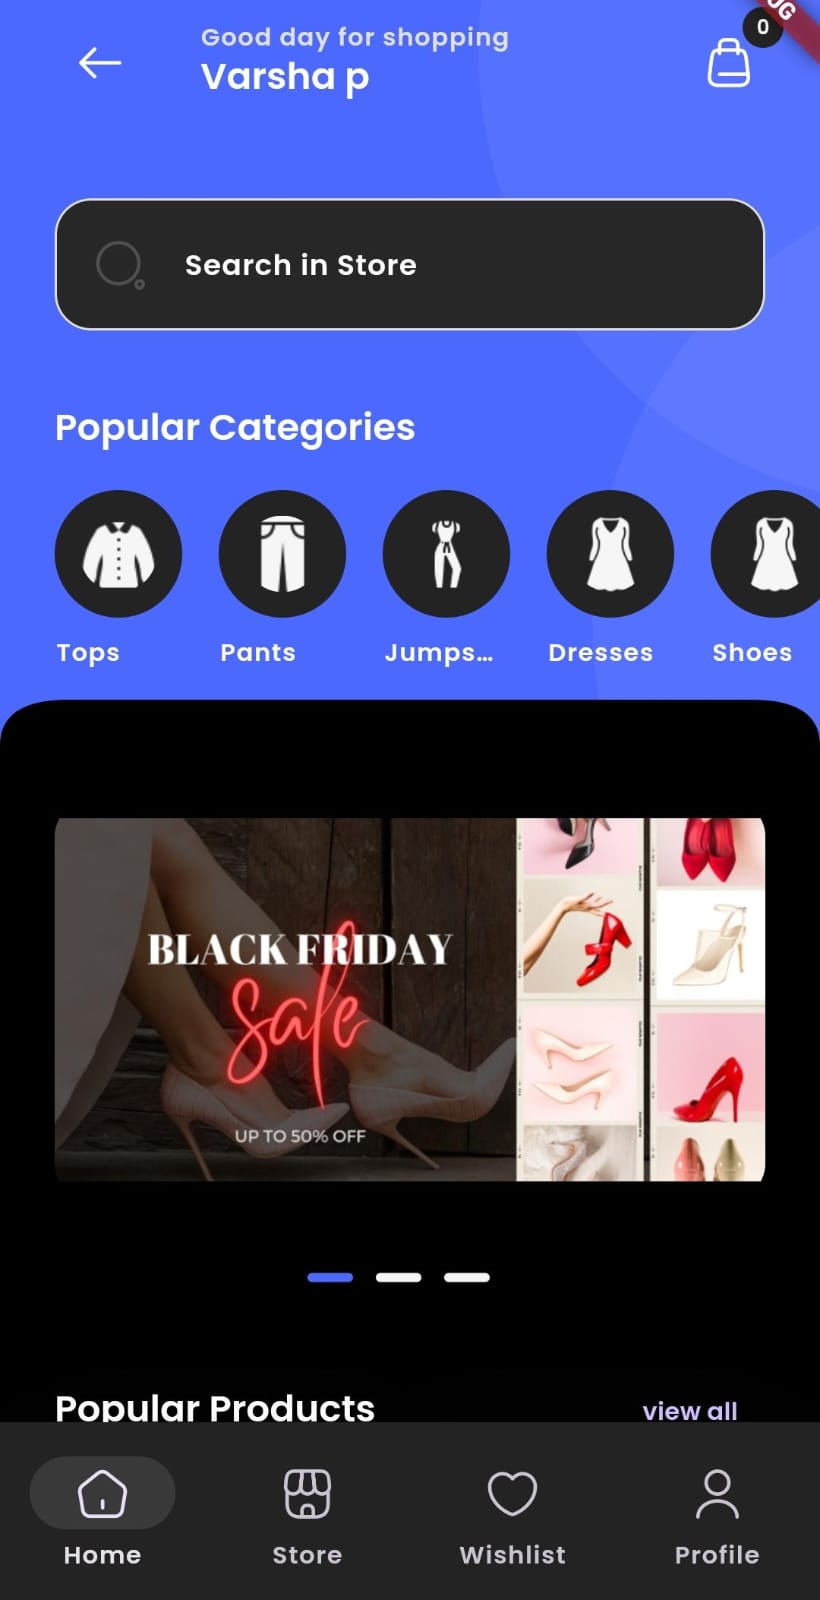 Good day for shopping
Varsha p
0
UG
Search in Store
Popular Categories
Tops
Pants
Jumps...
Dresses
Shoes
BLACK FRIDAY
sale
UP TO 50% OFF
Popular Products
view all
Home
Store
Wishlist
Profile